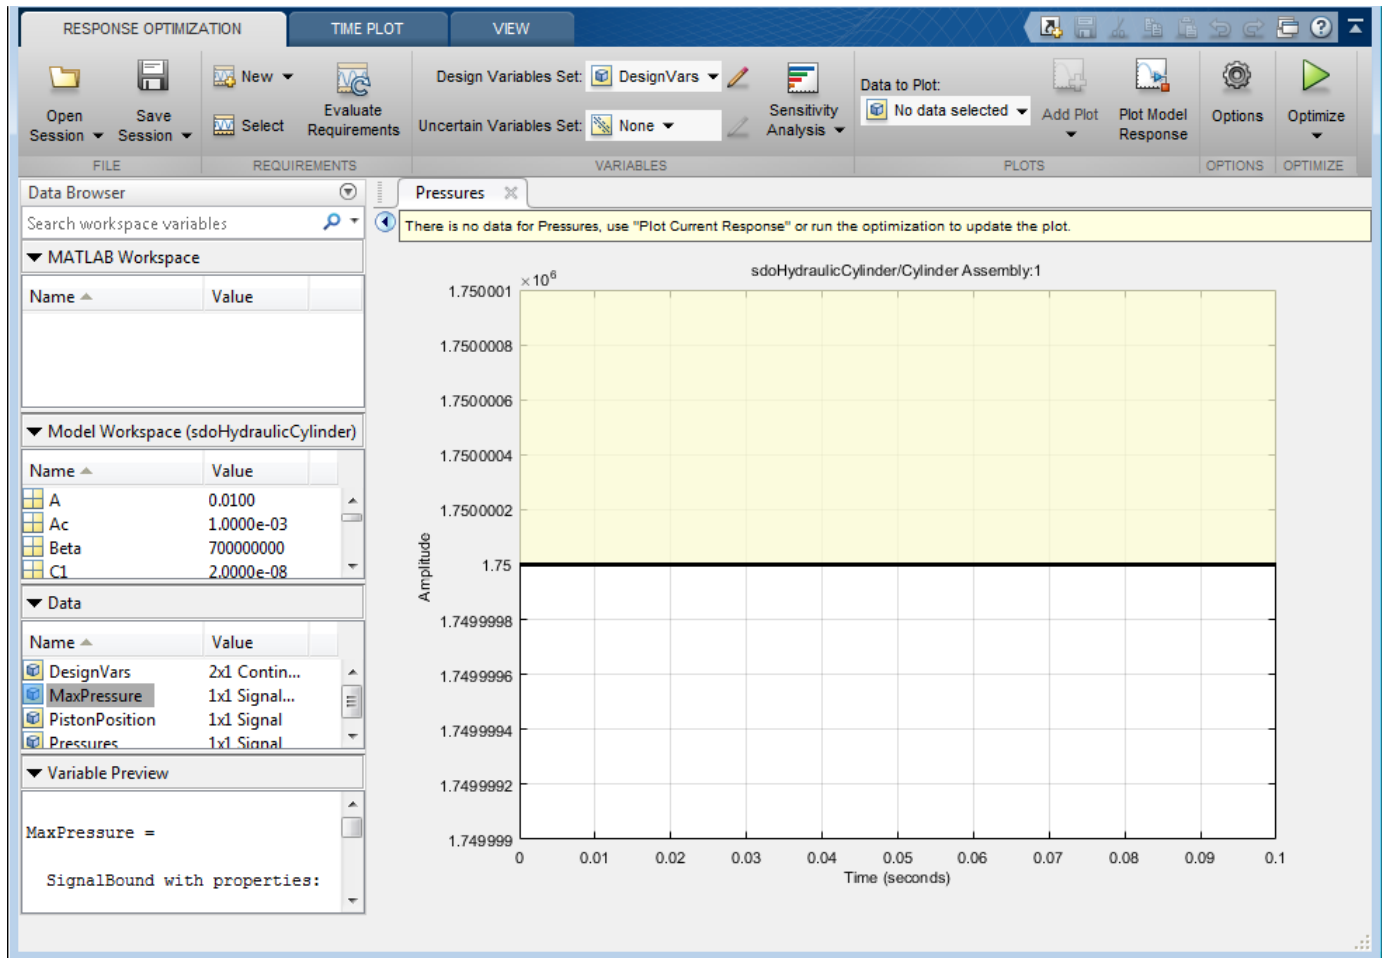 RESPONSE OPTIMIZATION
TIME PLOT
VIEW
Open Session
Save Session
New
Select
Evaluate Requirements
Design Variables Set: DesignVars
Uncertain Variables Set: None
Sensitivity Analysis
Data to Plot:
No data selected
Add Plot
Plot Model Response
Options
Optimize
FILE
REQUIREMENTS
VARIABLES
PLOTS
OPTIONS
OPTIMIZE
Data Browser
Search workspace variables
MATLAB Workspace
Name Value
Model Workspace (sdoHydraulicCylinder)
Name Value
A 0.0100
Ac 1.0000e-03
Beta 700000000
C1 2.0000e-08
Data
Name Value
DesignVars 2x1 Contin...
MaxPressure 1x1 Signal...
PistonPosition 1x1 Signal
Pressures 1x1 Signal
Variable Preview
MaxPressure =
SignalBound with properties:
Pressures
There is no data for Pressures, use "Plot Current Response" or run the optimization to update the plot.
sdoHydraulicCylinder/Cylinder Assembly:1
×10^6
1.750001
1.7500008
1.7500006
1.7500004
1.7500002
1.75
1.7499998
1.7499996
1.7499994
1.7499992
1.749999
Amplitude
0 0.01 0.02 0.03 0.04 0.05 0.06 0.07 0.08 0.09 0.1
Time (seconds)